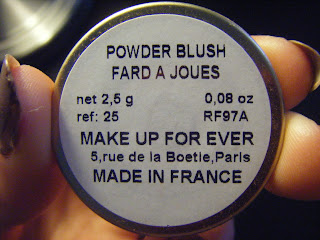 POWDER BLUSH
FARD A JOUES
net 2,5 g 0,08 oz
ref: 25 RF97A
MAKE UP FOR EVER
5,rue de la Boetie,Paris
MADE IN FRANCE